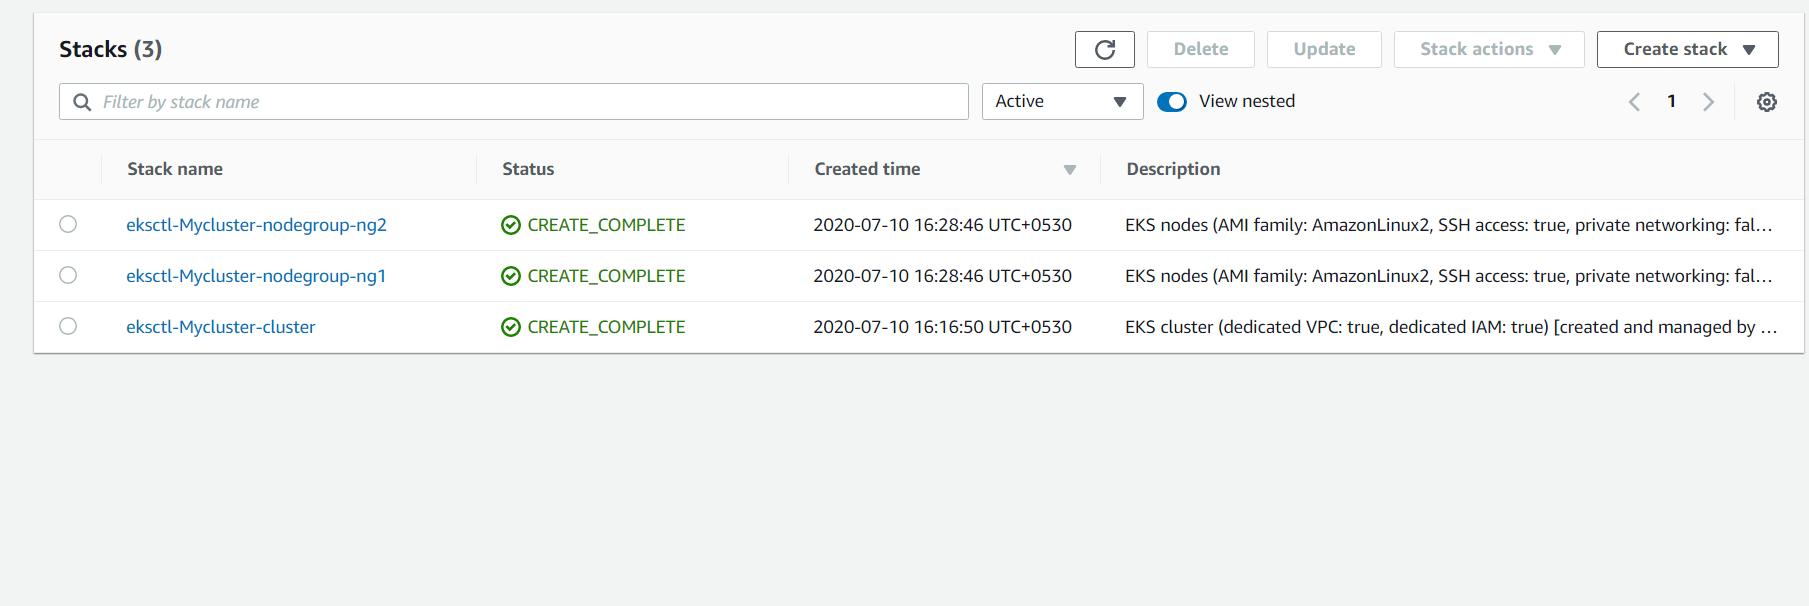 Stacks (3)
Delete
Update
Stack actions
Create stack
Filter by stack name
Active
View nested
1
Stack name Status Created time Description
eksctl-Mycluster-nodegroup-ng2 CREATE_COMPLETE 2020-07-10 16:28:46 UTC+0530 EKS nodes (AMI family: AmazonLinux2, SSH access: true, private networking: fal...
eksctl-Mycluster-nodegroup-ng1 CREATE_COMPLETE 2020-07-10 16:28:46 UTC+0530 EKS nodes (AMI family: AmazonLinux2, SSH access: true, private networking: fal...
eksctl-Mycluster-cluster CREATE_COMPLETE 2020-07-10 16:16:50 UTC+0530 EKS cluster (dedicated VPC: true, dedicated IAM: true) [created and managed by ...